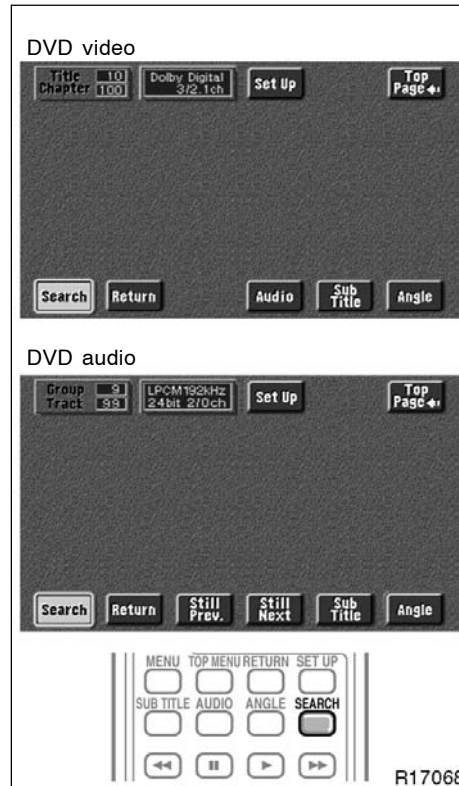 DVD video
Title 10 Dolby Digital Set Up Top
Chapter 100 3/2.1ch Page
Search Return Audio Sub Title Angle
DVD audio
Group 9 LPCM192kHz Set Up Top
Track 99 24bit 2/0ch Page
Search Return Still Prev. Still Next Sub Title Angle
MENU TOP MENU RETURN SET UP
SUB TITLE AUDIO ANGLE SEARCH
R17068